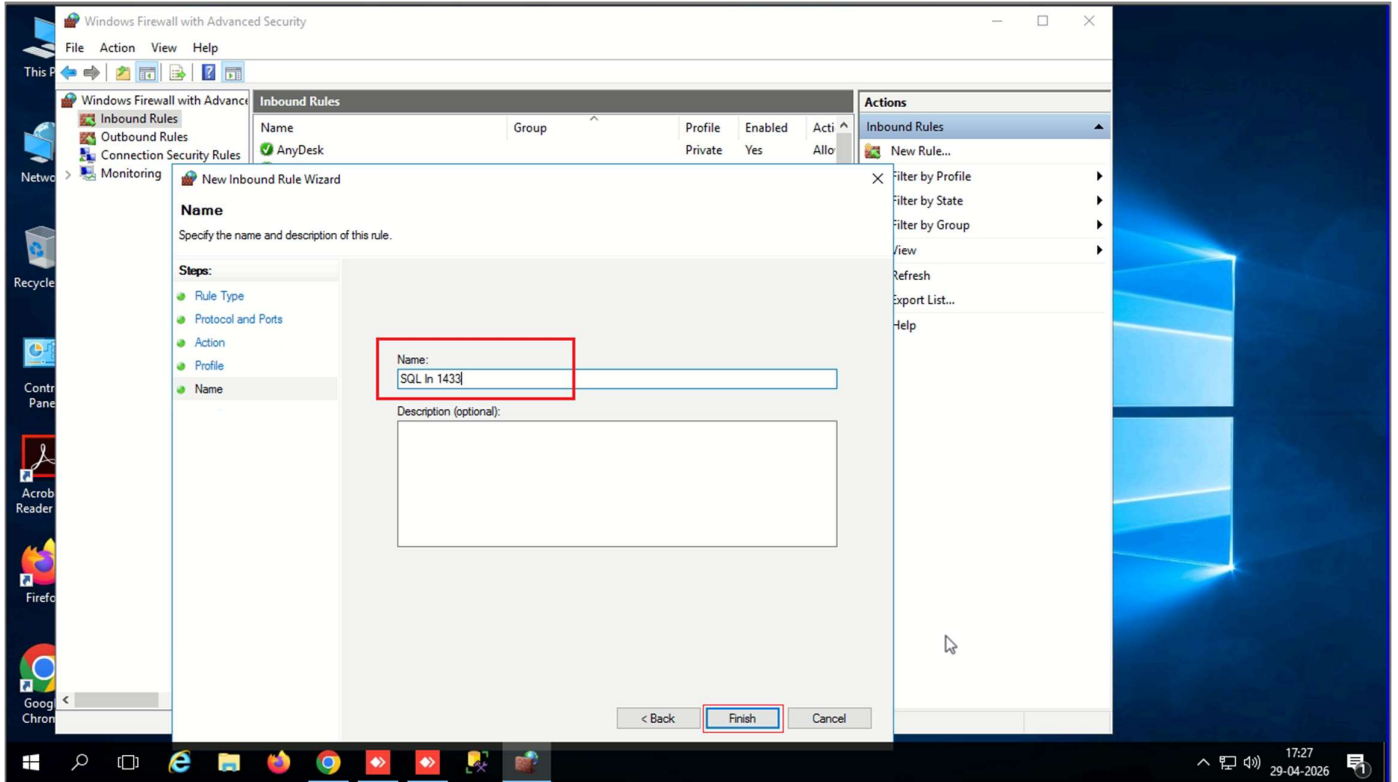 Windows Firewall with Advanced Security
File Action View Help
This P
Windows Firewall with Advance
Inbound Rules
Outbound Rules
Connection Security Rules
Monitoring
Inbound Rules
Name Group Profile Enabled Acti
AnyDesk Private Yes Allo
Actions
Inbound Rules
New Rule...
Filter by Profile
Filter by State
Filter by Group
View
Refresh
Export List...
Help
New Inbound Rule Wizard
Name
Specify the name and description of this rule.
Steps:
Rule Type
Protocol and Ports
Action
Profile
Name
Name:
SQL In 1433
Description (optional):
< Back Finish Cancel
Netwo
Recycle
Contr
Pane
Acrob
Reader
Firefo
Goog
Chron
17:27
29-04-2026
1